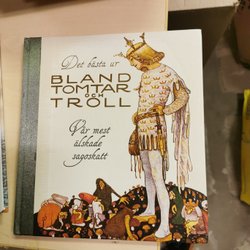 Det bästa ur
BLAND
TOMTAR
OCH
TROLL
Vår mest
älskade
sagoskatt